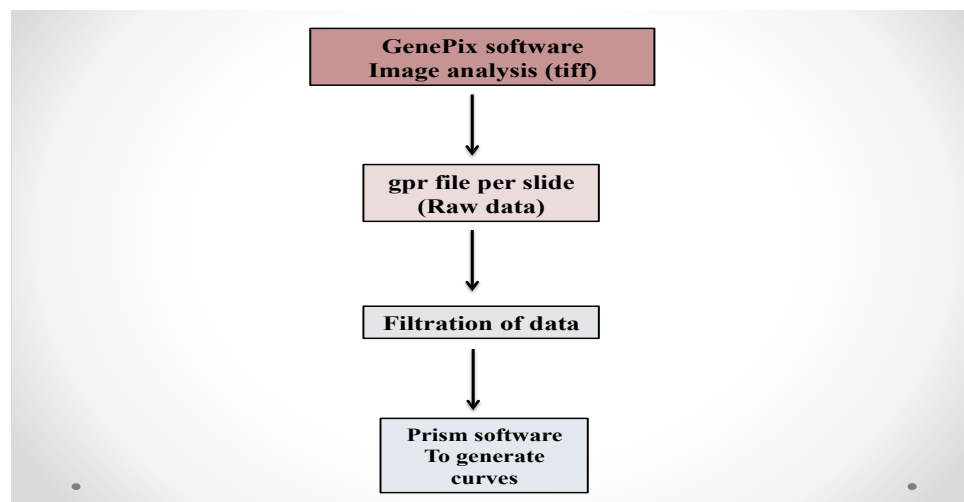 GenePix software
Image analysis (tiff)
gpr file per slide
(Raw data)
Filtration of data
Prism software
To generate
curves